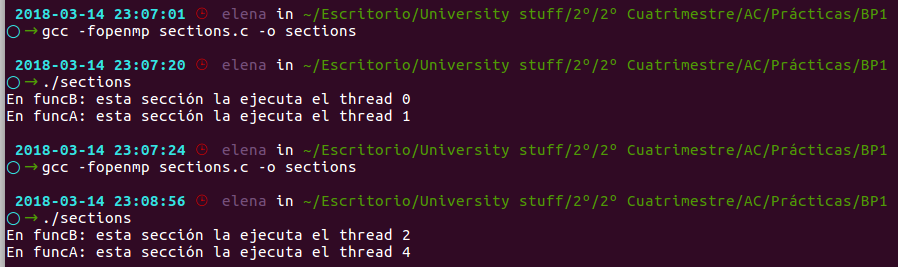 2018-03-14 23:07:01 elena in ~/Escritorio/University stuff/2º/2º Cuatrimestre/AC/Prácticas/BP1
○ → gcc -fopenmp sections.c -o sections
2018-03-14 23:07:20 elena in ~/Escritorio/University stuff/2º/2º Cuatrimestre/AC/Prácticas/BP1
○ → ./sections
En funcB: esta sección la ejecuta el thread 0
En funcA: esta sección la ejecuta el thread 1
2018-03-14 23:07:24 elena in ~/Escritorio/University stuff/2º/2º Cuatrimestre/AC/Prácticas/BP1
○ → gcc -fopenmp sections.c -o sections
2018-03-14 23:08:56 elena in ~/Escritorio/University stuff/2º/2º Cuatrimestre/AC/Prácticas/BP1
○ → ./sections
En funcB: esta sección la ejecuta el thread 2
En funcA: esta sección la ejecuta el thread 4